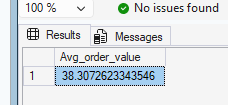 100 % No issues found
Results Messages
Avg_order_value
1 38.3072623343546